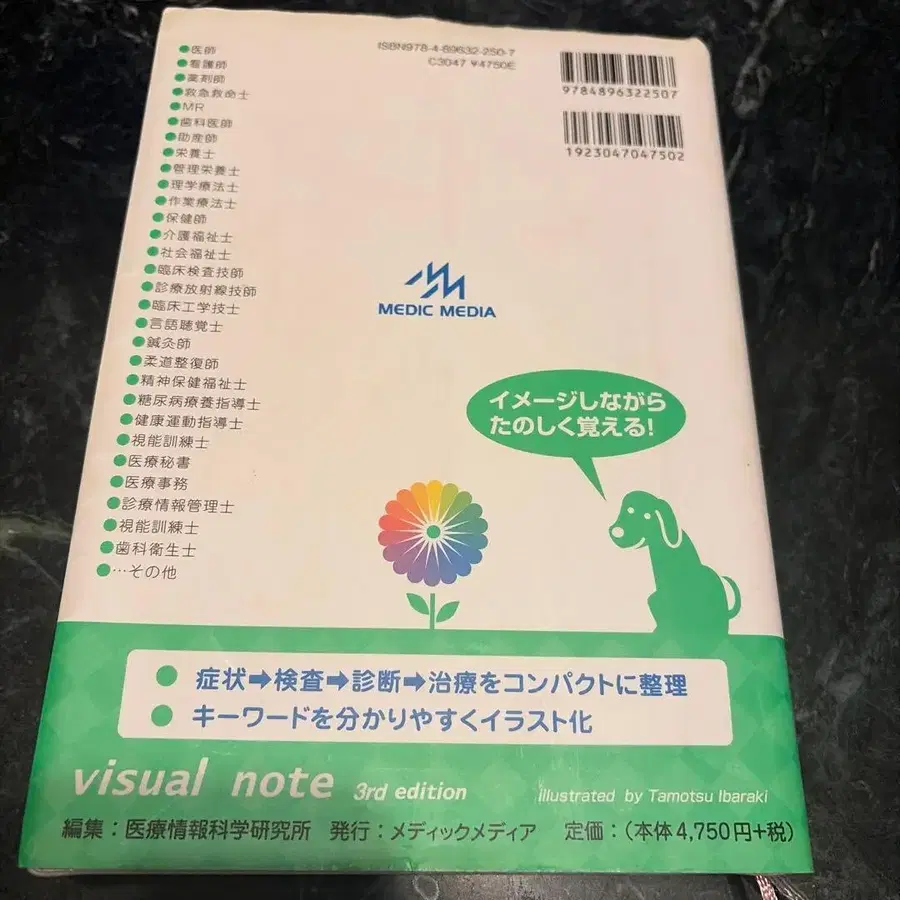 ●医師
●看護師
●薬剤師
●救急救命士
●MR
●歯科医師
●助産師
●栄養士
●管理栄養士
●理学療法士
●作業療法士
●保健師
●介護福祉士
●社会福祉士
●臨床検査技師
●診療放射線技師
●臨床工学技士
●言語聴覚士
●鍼灸師
●柔道整復師
●精神保健福祉士
●糖尿病療養指導士
●健康運動指導士
●視能訓練士
●医療秘書
●医療事務
●診療情報管理士
●視能訓練士
●歯科衛生士
●…その他
ISBN978-4-89632-250-7
C3047 ¥4750E
9784896322507
1923047047502
MEDIC MEDIA
イメージしながら
たのしく覚える!
●症状➡検査➡診断➡治療をコンパクトに整理
●キーワードを分かりやすくイラスト化
visual note 3rd edition
illustrated by Tamotsu Ibaraki
編集:医療情報科学研究所 発行:メディックメディア 定価:(本体4,750円+税)